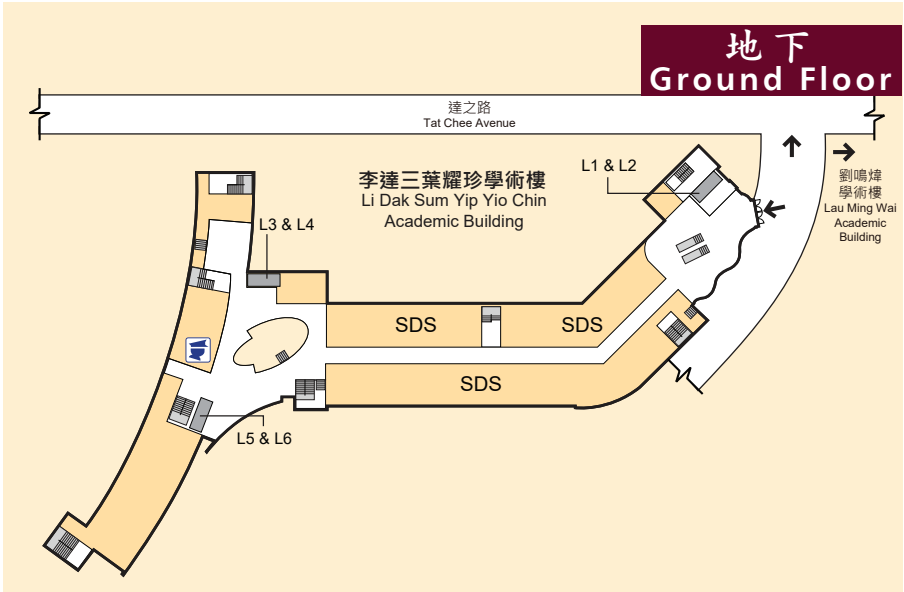 地下
Ground Floor
達之路
Tat Chee Avenue
李達三葉耀珍學術樓
Li Dak Sum Yip Yio Chin
Academic Building
L1 & L2
劉鳴煒
學術樓
Lau Ming Wai
Academic
Building
L3 & L4
SDS
SDS
SDS
L5 & L6